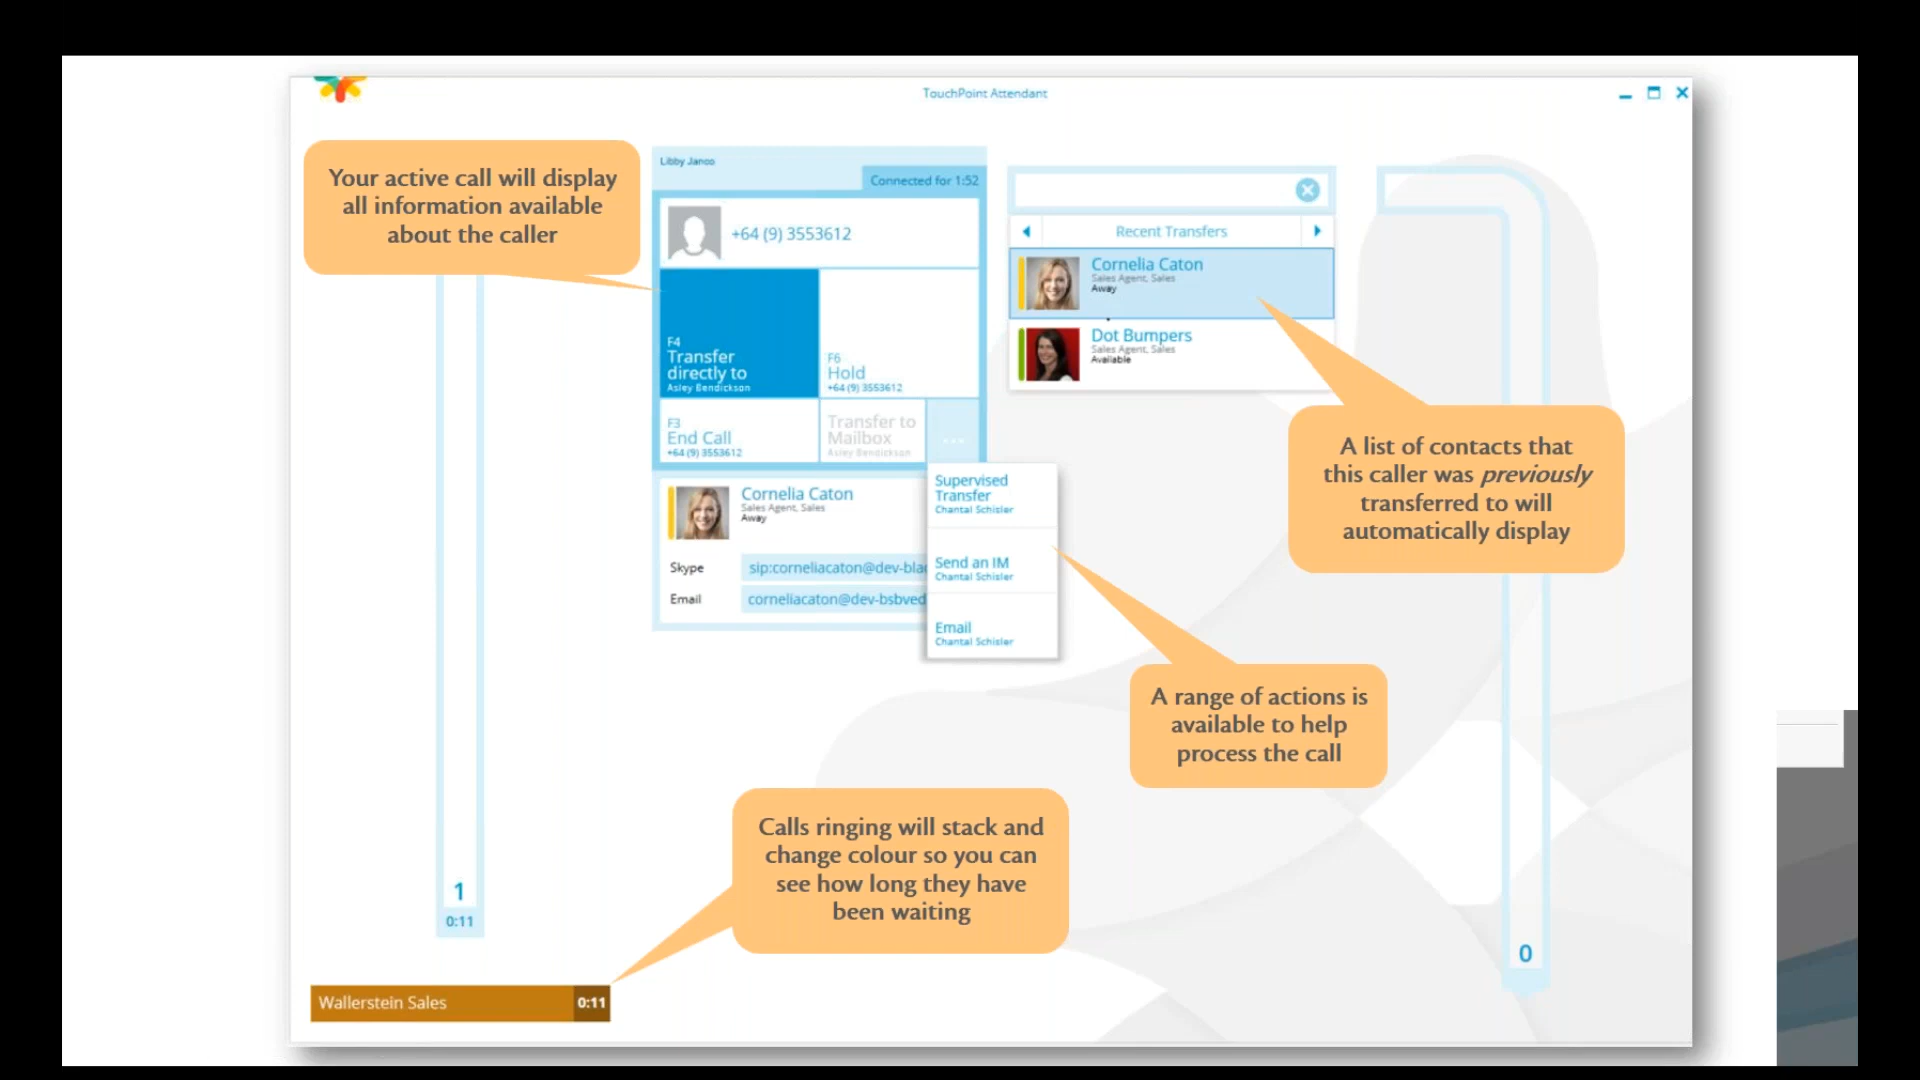 TouchPoint Attendant
Your active call will display
all information available
about the caller
Libby Janco
Connected for 1:52
+64 (9) 3553612
F4
Transfer
directly to
Asley Bendickson
F6
Hold
+64 (9) 3553612
F3
End Call
+64 (9) 3553612
Transfer to
Mailbox
Asley Bendickson
...
Supervised
Transfer
Chantal Schisler
Send an IM
Chantal Schisler
Email
Chantal Schisler
Cornelia Caton
Sales Agent, Sales
Away
Skype
sip:corneliacaton@dev-blac
Email
corneliacaton@dev-bsbved
Recent Transfers
Cornelia Caton
Sales Agent, Sales
Away
Dot Bumpers
Sales Agent, Sales
Available
A list of contacts that
this caller was previously
transferred to will
automatically display
A range of actions is
available to help
process the call
Calls ringing will stack and
change colour so you can
see how long they have
been waiting
1
0:11
0
Wallerstein Sales
0:11